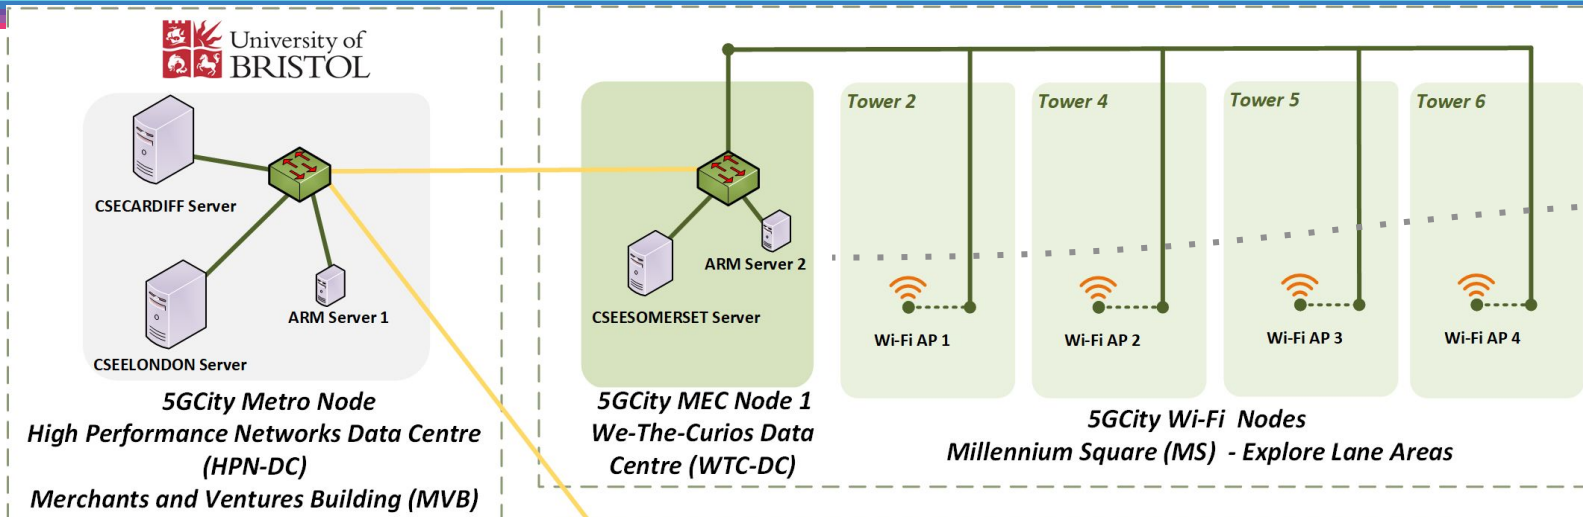 University of
BRISTOL
CSECARDIFF Server
CSEELONDON Server
ARM Server 1
5GCity Metro Node
High Performance Networks Data Centre
(HPN-DC)
Merchants and Ventures Building (MVB)
ARM Server 2
CSEESOMERSET Server
5GCity MEC Node 1
We-The-Curios Data
Centre (WTC-DC)
Tower 2
Tower 4
Tower 5
Tower 6
Wi-Fi AP 1
Wi-Fi AP 2
Wi-Fi AP 3
Wi-Fi AP 4
5GCity Wi-Fi Nodes
Millennium Square (MS) - Explore Lane Areas